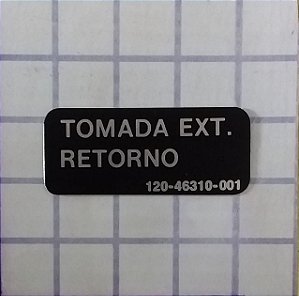 TOMADA EXT.
RETORNO
120-46310-001